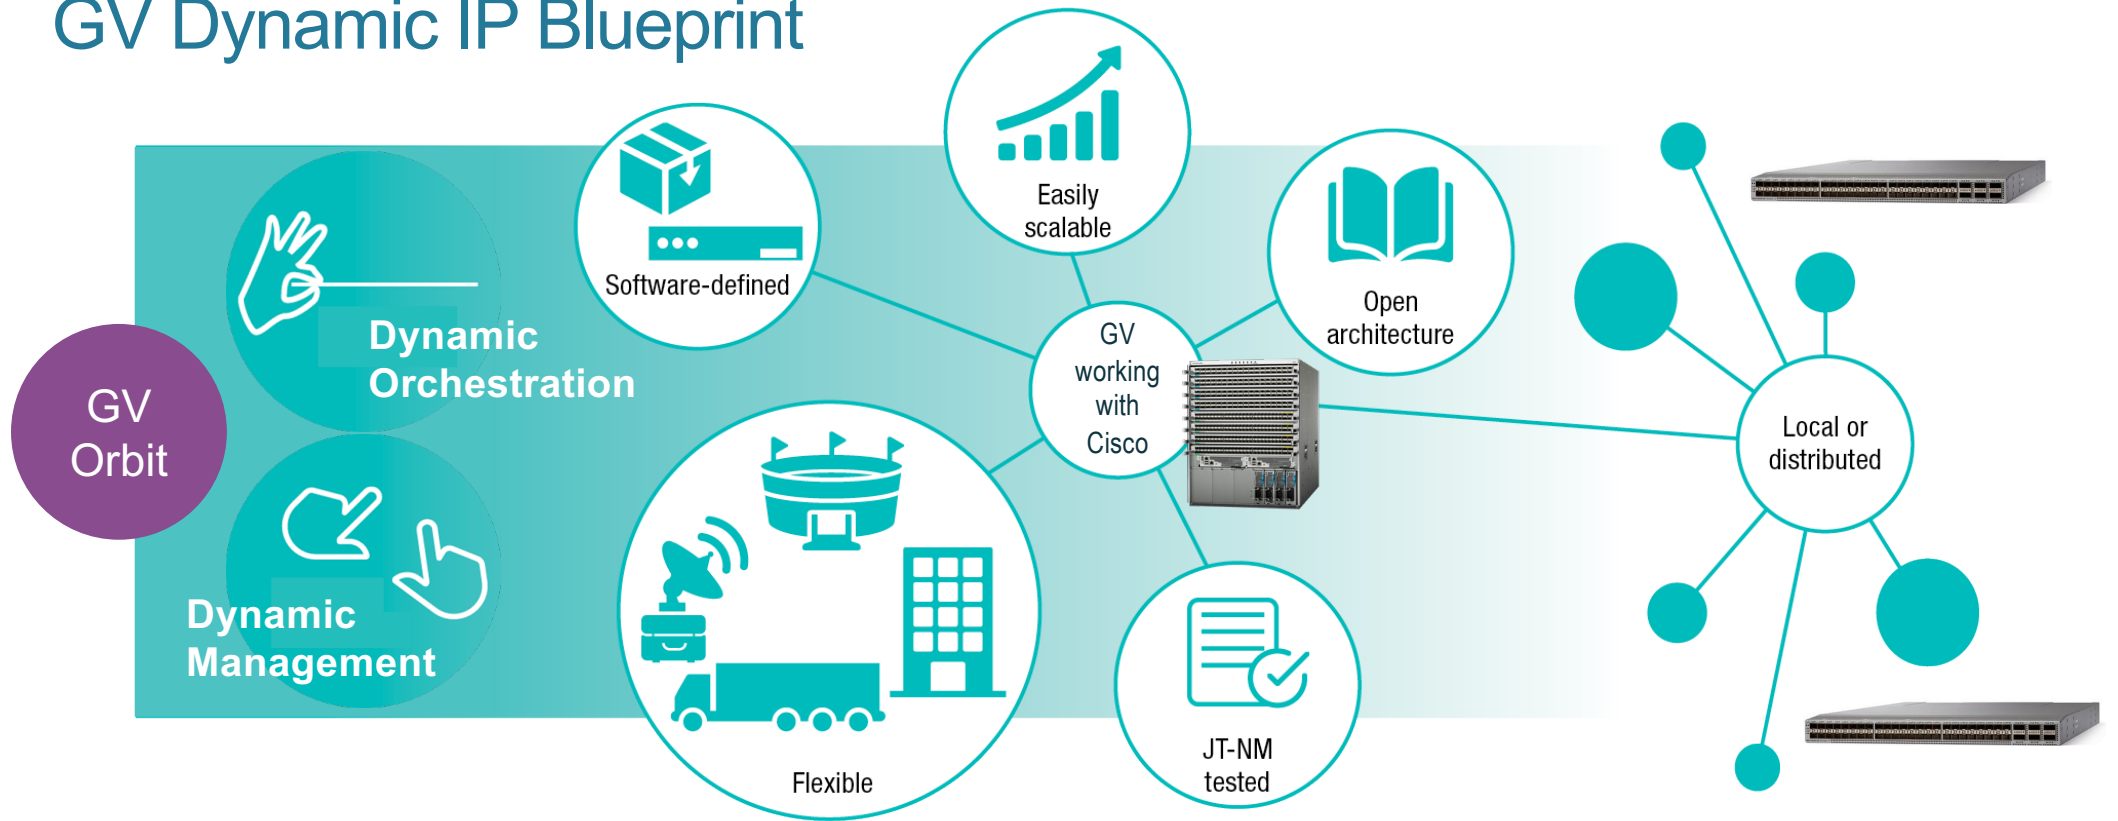 GV Dynamic IP Blueprint
Easily
scalable
Software-defined
Open
architecture
Dynamic
Orchestration
GV
working
with
Cisco
GV
Orbit
Local or
distributed
Dynamic
Management
Flexible
JT-NM
tested